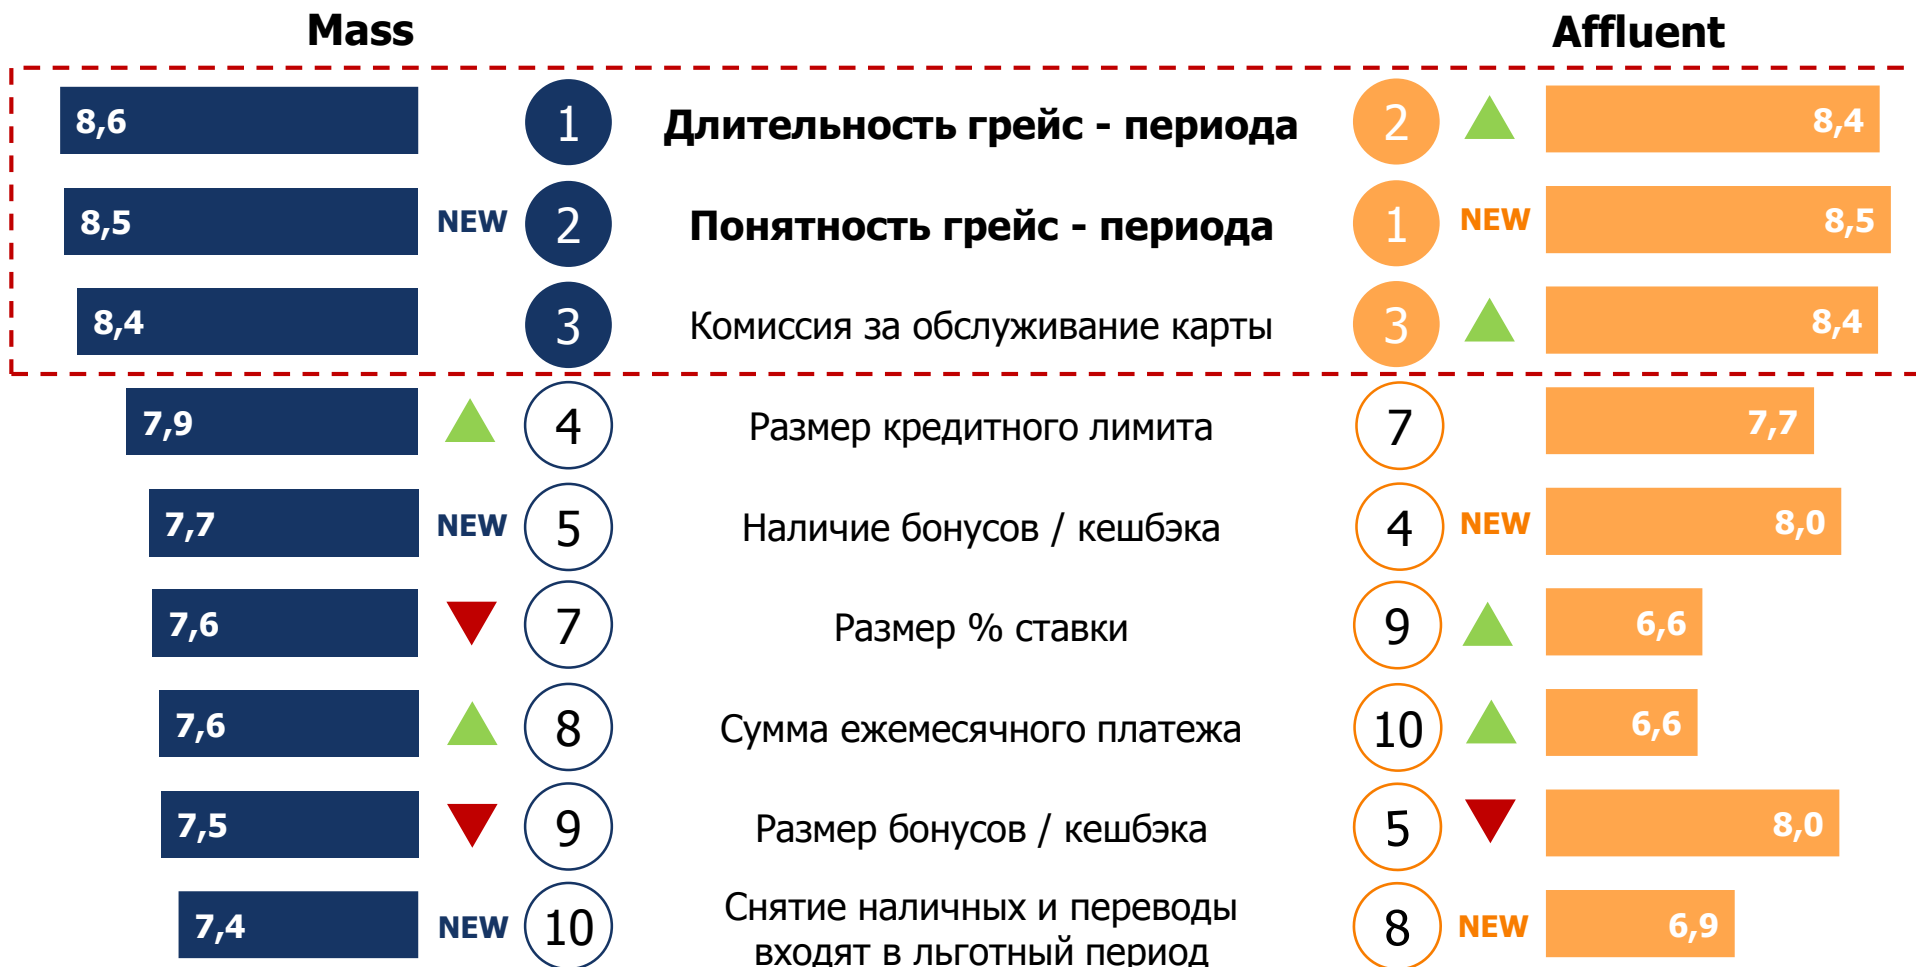 Mass Affluent
8,6 1 Длительность грейс - периода 2 8,4
8,5 NEW 2 Понятность грейс - периода 1 NEW 8,5
8,4 3 Комиссия за обслуживание карты 3 8,4
7,9 4 Размер кредитного лимита 7 7,7
7,7 NEW 5 Наличие бонусов / кешбэка 4 NEW 8,0
7,6 7 Размер % ставки 9 6,6
7,6 8 Сумма ежемесячного платежа 10 6,6
7,5 9 Размер бонусов / кешбэка 5 8,0
7,4 NEW 10 Снятие наличных и переводы 8 NEW 6,9
входят в льготный период